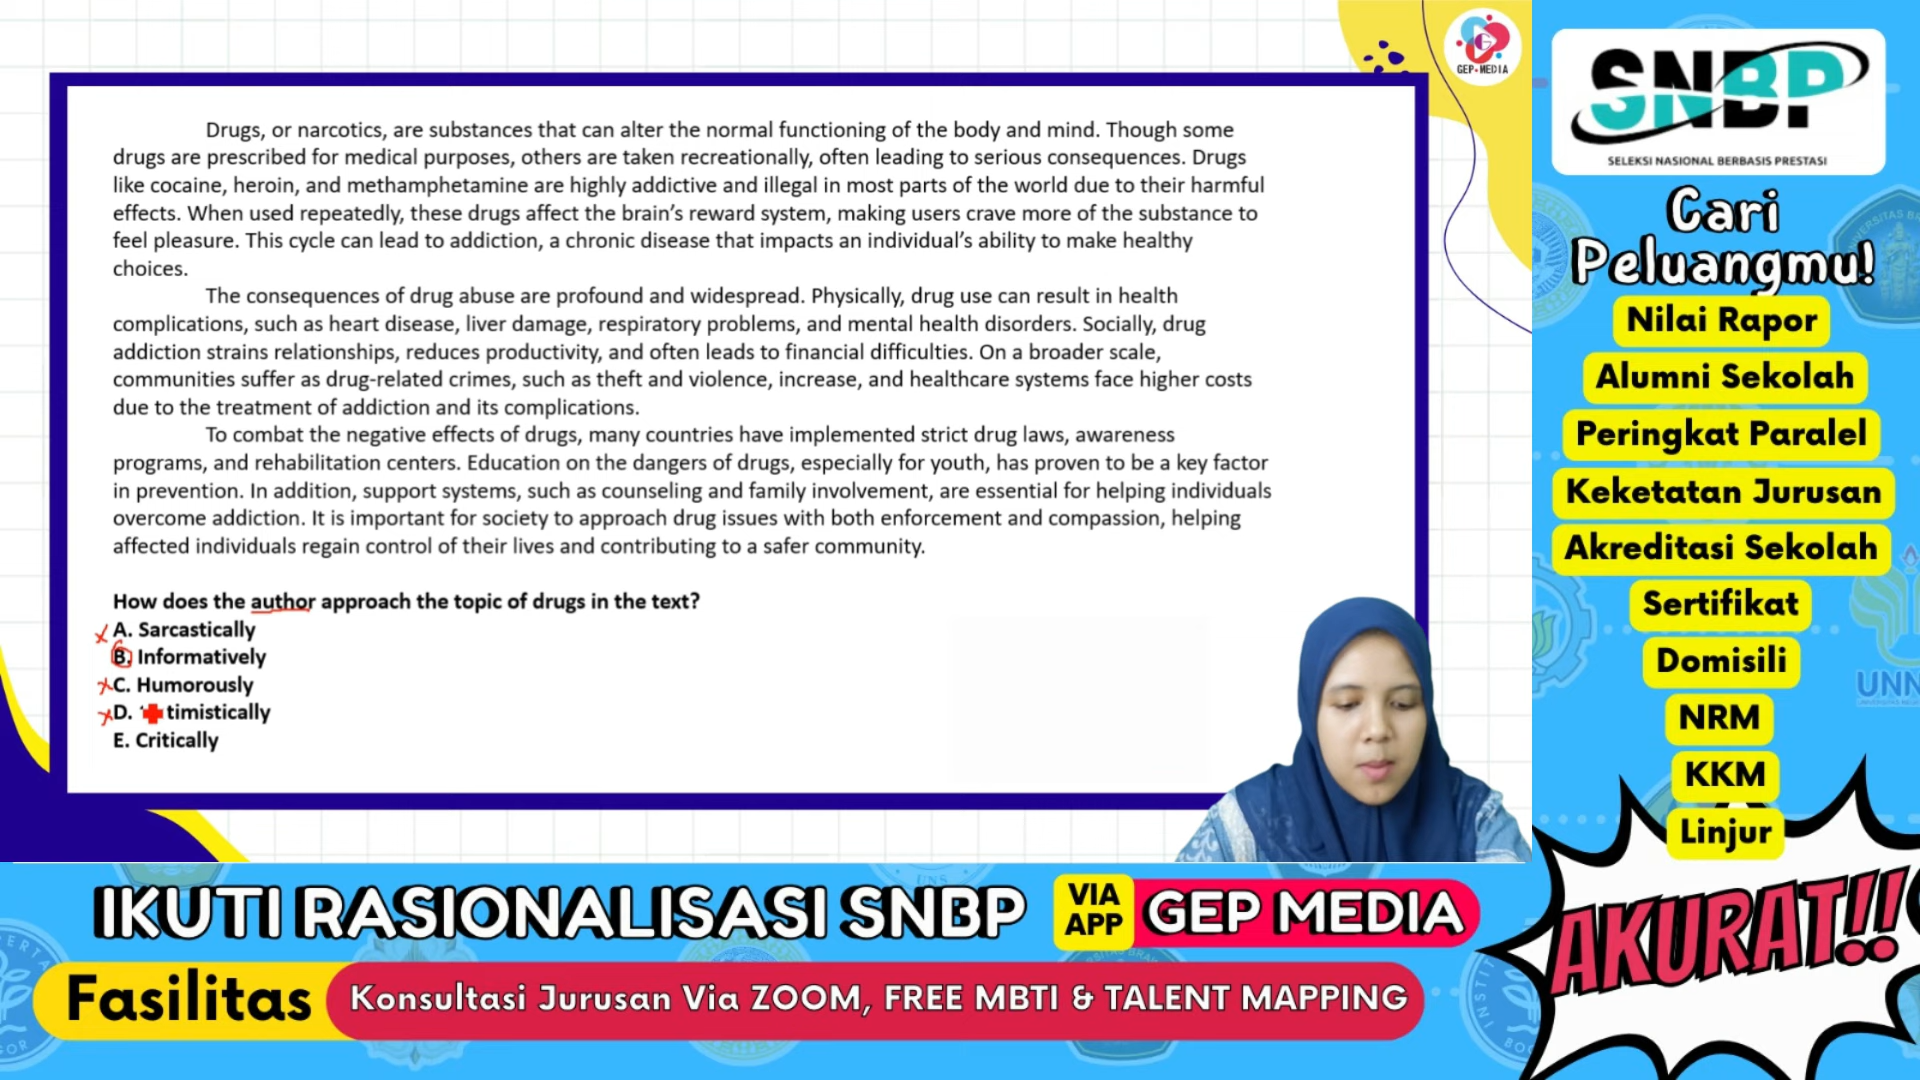 GEP MEDIA
Drugs, or narcotics, are substances that can alter the normal functioning of the body and mind. Though some
drugs are prescribed for medical purposes, others are taken recreationally, often leading to serious consequences. Drugs
like cocaine, heroin, and methamphetamine are highly addictive and illegal in most parts of the world due to their harmful
effects. When used repeatedly, these drugs affect the brain's reward system, making users crave more of the substance to
feel pleasure. This cycle can lead to addiction, a chronic disease that impacts an individual's ability to make healthy
choices.
The consequences of drug abuse are profound and widespread. Physically, drug use can result in health
complications, such as heart disease, liver damage, respiratory problems, and mental health disorders. Socially, drug
addiction strains relationships, reduces productivity, and often leads to financial difficulties. On a broader scale,
communities suffer as drug-related crimes, such as theft and violence, increase, and healthcare systems face higher costs
due to the treatment of addiction and its complications.
To combat the negative effects of drugs, many countries have implemented strict drug laws, awareness
programs, and rehabilitation centers. Education on the dangers of drugs, especially for youth, has proven to be a key factor
in prevention. In addition, support systems, such as counseling and family involvement, are essential for helping individuals
overcome addiction. It is important for society to approach drug issues with both enforcement and compassion, helping
affected individuals regain control of their lives and contributing to a safer community.
How does the author approach the topic of drugs in the text?
A. Sarcastically
B. Informatively
C. Humorously
D. timistically
E. Critically
SNBP
SELEKSI NASIONAL BERBASIS PRESTASI
Cari
Peluangmu!
Nilai Rapor
Alumni Sekolah
Peringkat Paralel
Keketatan Jurusan
Akreditasi Sekolah
Sertifikat
Domisili
NRM
KKM
Linjur
AKURAT!!
UNN
IKUTI RASIONALISASI SNBP
VIA
APP
GEP MEDIA
Fasilitas
Konsultasi Jurusan Via ZOOM, FREE MBTI & TALENT MAPPING